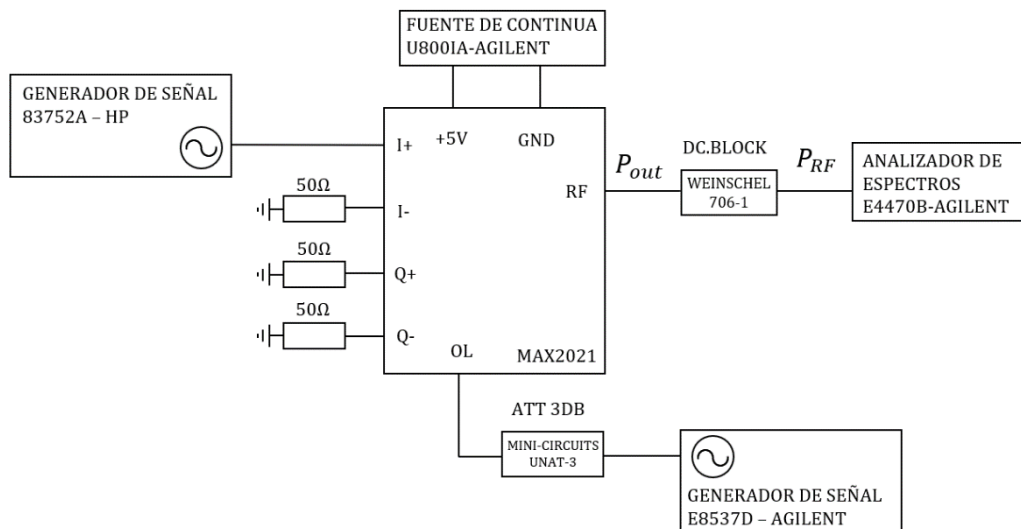 FUENTE DE CONTINUA
U800IA-AGILENT
GENERADOR DE SEÑAL
83752A – HP
I+
+5V
GND
50Ω
I-
RF
50Ω
Q+
50Ω
Q-
OL
MAX2021
P_out
DC.BLOCK
WEINSCHEL
706-1
P_RF
ANALIZADOR DE
ESPECTROS
E4470B-AGILENT
ATT 3DB
MINI-CIRCUITS
UNAT-3
GENERADOR DE SEÑAL
E8537D – AGILENT